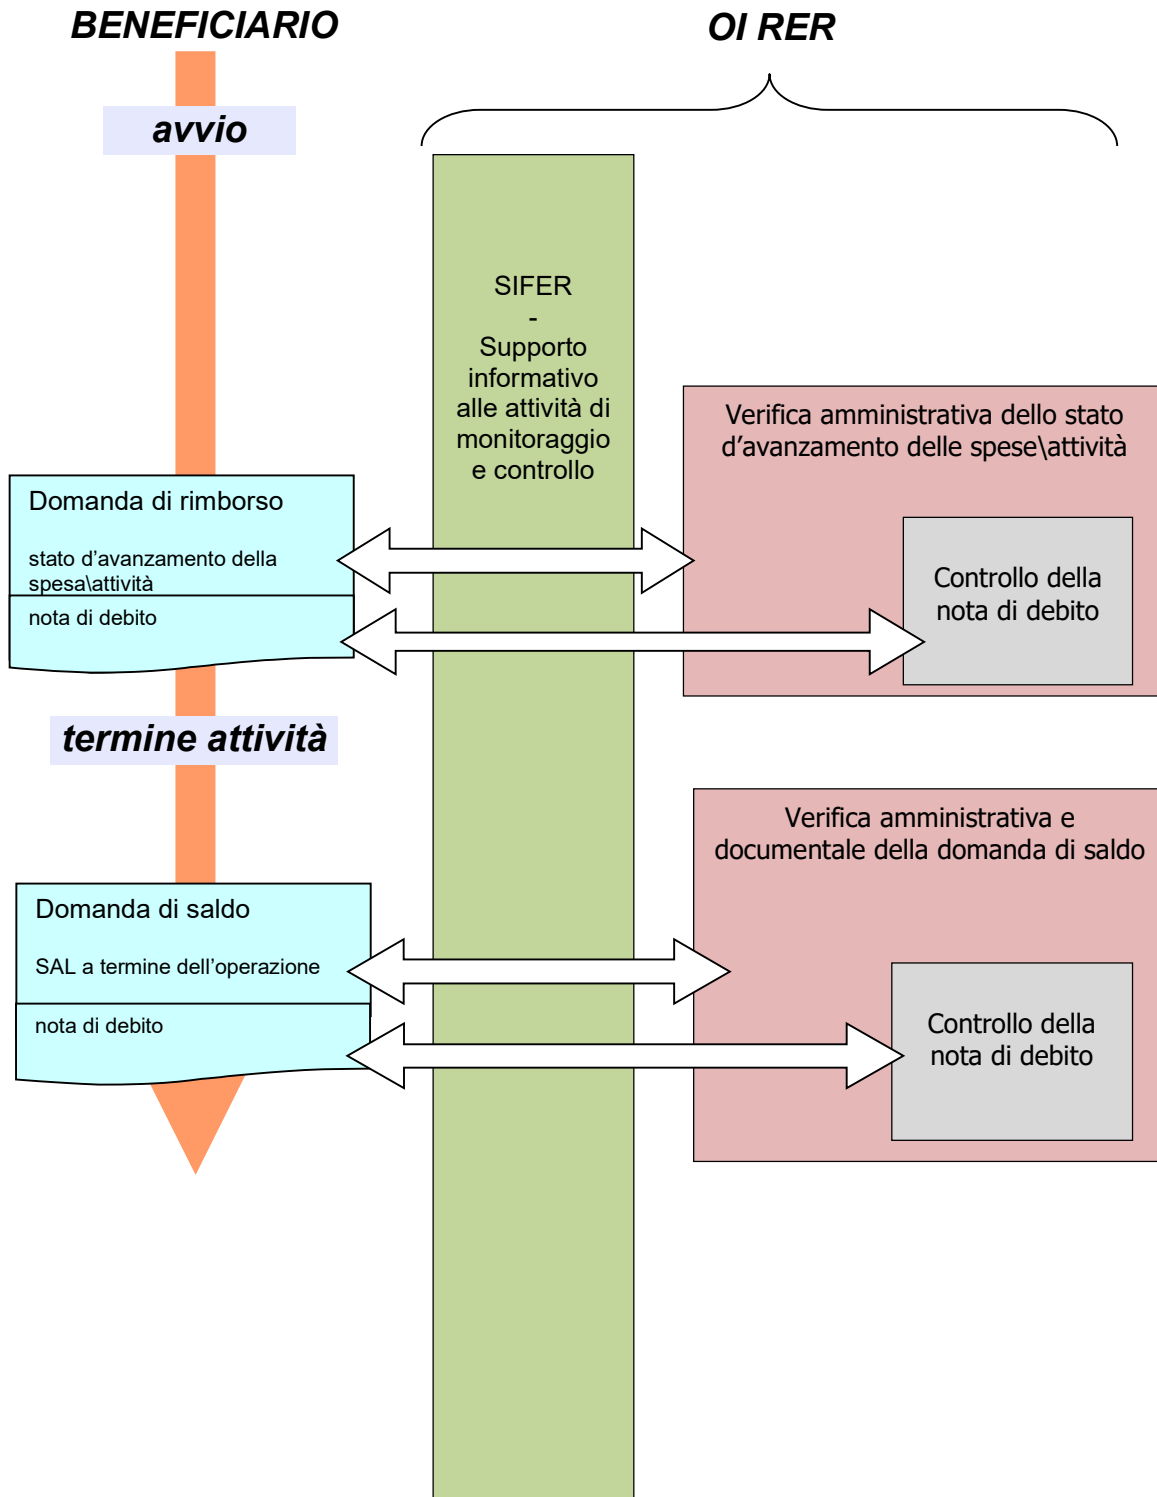 BENEFICIARIO
OI RER
avvio
SIFER
-
Supporto
informativo
alle attività di
monitoraggio
e controllo
Verifica amministrativa dello stato
d’avanzamento delle spese\attività
Domanda di rimborso
stato d’avanzamento della
spesa\attività
nota di debito
Controllo della
nota di debito
termine attività
Verifica amministrativa e
documentale della domanda di saldo
Domanda di saldo
SAL a termine dell’operazione
nota di debito
Controllo della
nota di debito